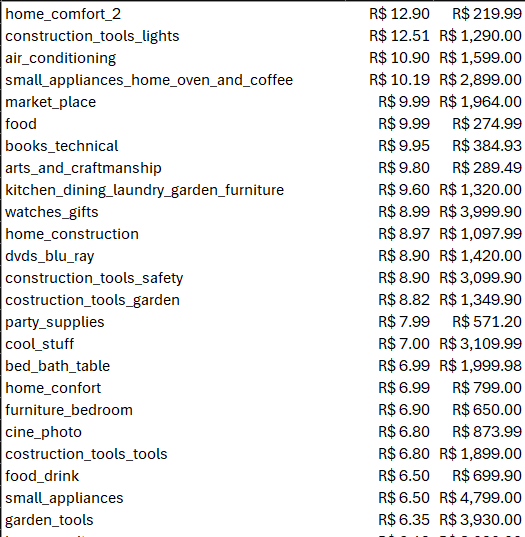 home_comfort_2 R$ 12.90 R$ 219.99
construction_tools_lights R$ 12.51 R$ 1,290.00
air_conditioning R$ 10.90 R$ 1,599.00
small_appliances_home_oven_and_coffee R$ 10.19 R$ 2,899.00
market_place R$ 9.99 R$ 1,964.00
food R$ 9.99 R$ 274.99
books_technical R$ 9.95 R$ 384.93
arts_and_craftmanship R$ 9.80 R$ 289.49
kitchen_dining_laundry_garden_furniture R$ 9.60 R$ 1,320.00
watches_gifts R$ 8.99 R$ 3,999.90
home_construction R$ 8.97 R$ 1,097.99
dvds_blu_ray R$ 8.90 R$ 1,420.00
construction_tools_safety R$ 8.90 R$ 3,099.90
costruction_tools_garden R$ 8.82 R$ 1,349.90
party_supplies R$ 7.99 R$ 571.20
cool_stuff R$ 7.00 R$ 3,109.99
bed_bath_table R$ 6.99 R$ 1,999.98
home_confort R$ 6.99 R$ 799.00
furniture_bedroom R$ 6.90 R$ 650.00
cine_photo R$ 6.80 R$ 873.99
costruction_tools_tools R$ 6.80 R$ 1,899.00
food_drink R$ 6.50 R$ 699.90
small_appliances R$ 6.50 R$ 4,799.00
garden_tools R$ 6.35 R$ 3,930.00